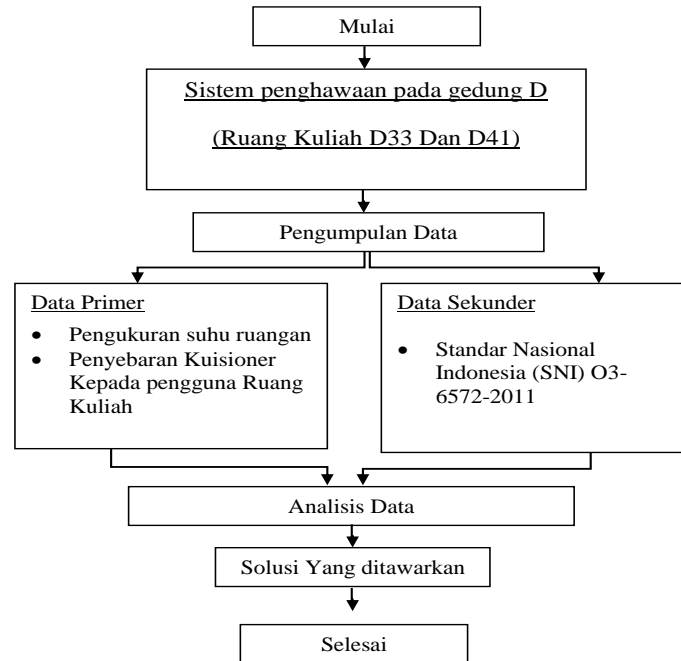 Mulai
Sistem penghawaan pada gedung D
(Ruang Kuliah D33 Dan D41)
Pengumpulan Data
Data Primer
• Pengukuran suhu ruangan
• Penyebaran Kuisioner
Kepada pengguna Ruang
Kuliah
Data Sekunder
• Standar Nasional
Indonesia (SNI) O3-
6572-2011
Analisis Data
Solusi Yang ditawarkan
Selesai